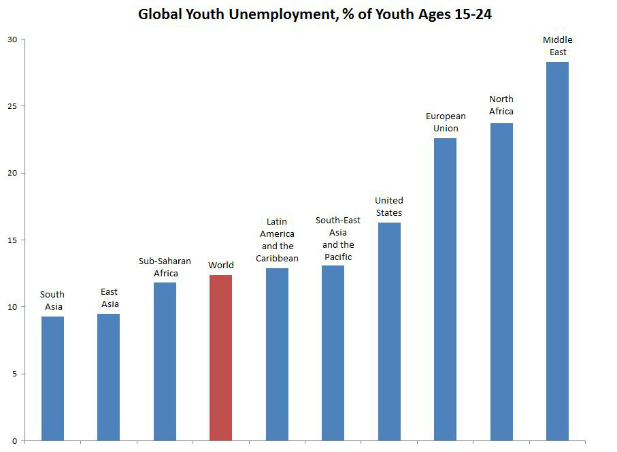 Global Youth Unemployment, % of Youth Ages 15-24
30
25
20
15
10
5
0
South
Asia
East
Asia
Sub-Saharan
Africa
World
Latin
America
and the
Caribbean
South-East
Asia
and the
Pacific
United
States
European
Union
North
Africa
Middle
East